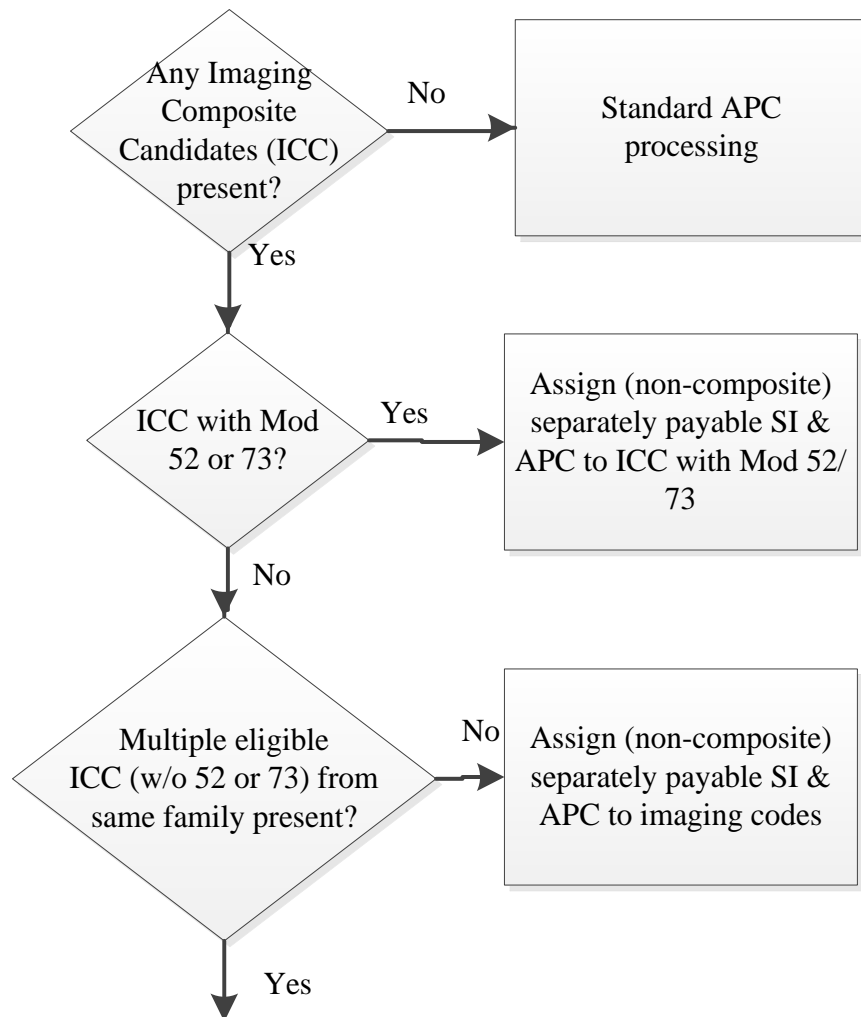 Any Imaging
Composite
Candidates (ICC)
present?
No
Standard APC
processing
Yes
ICC with Mod
52 or 73?
Yes
Assign (non-composite)
separately payable SI &
APC to ICC with Mod 52/
73
No
Multiple eligible
ICC (w/o 52 or 73) from
same family present?
No
Assign (non-composite)
separately payable SI &
APC to imaging codes
Yes